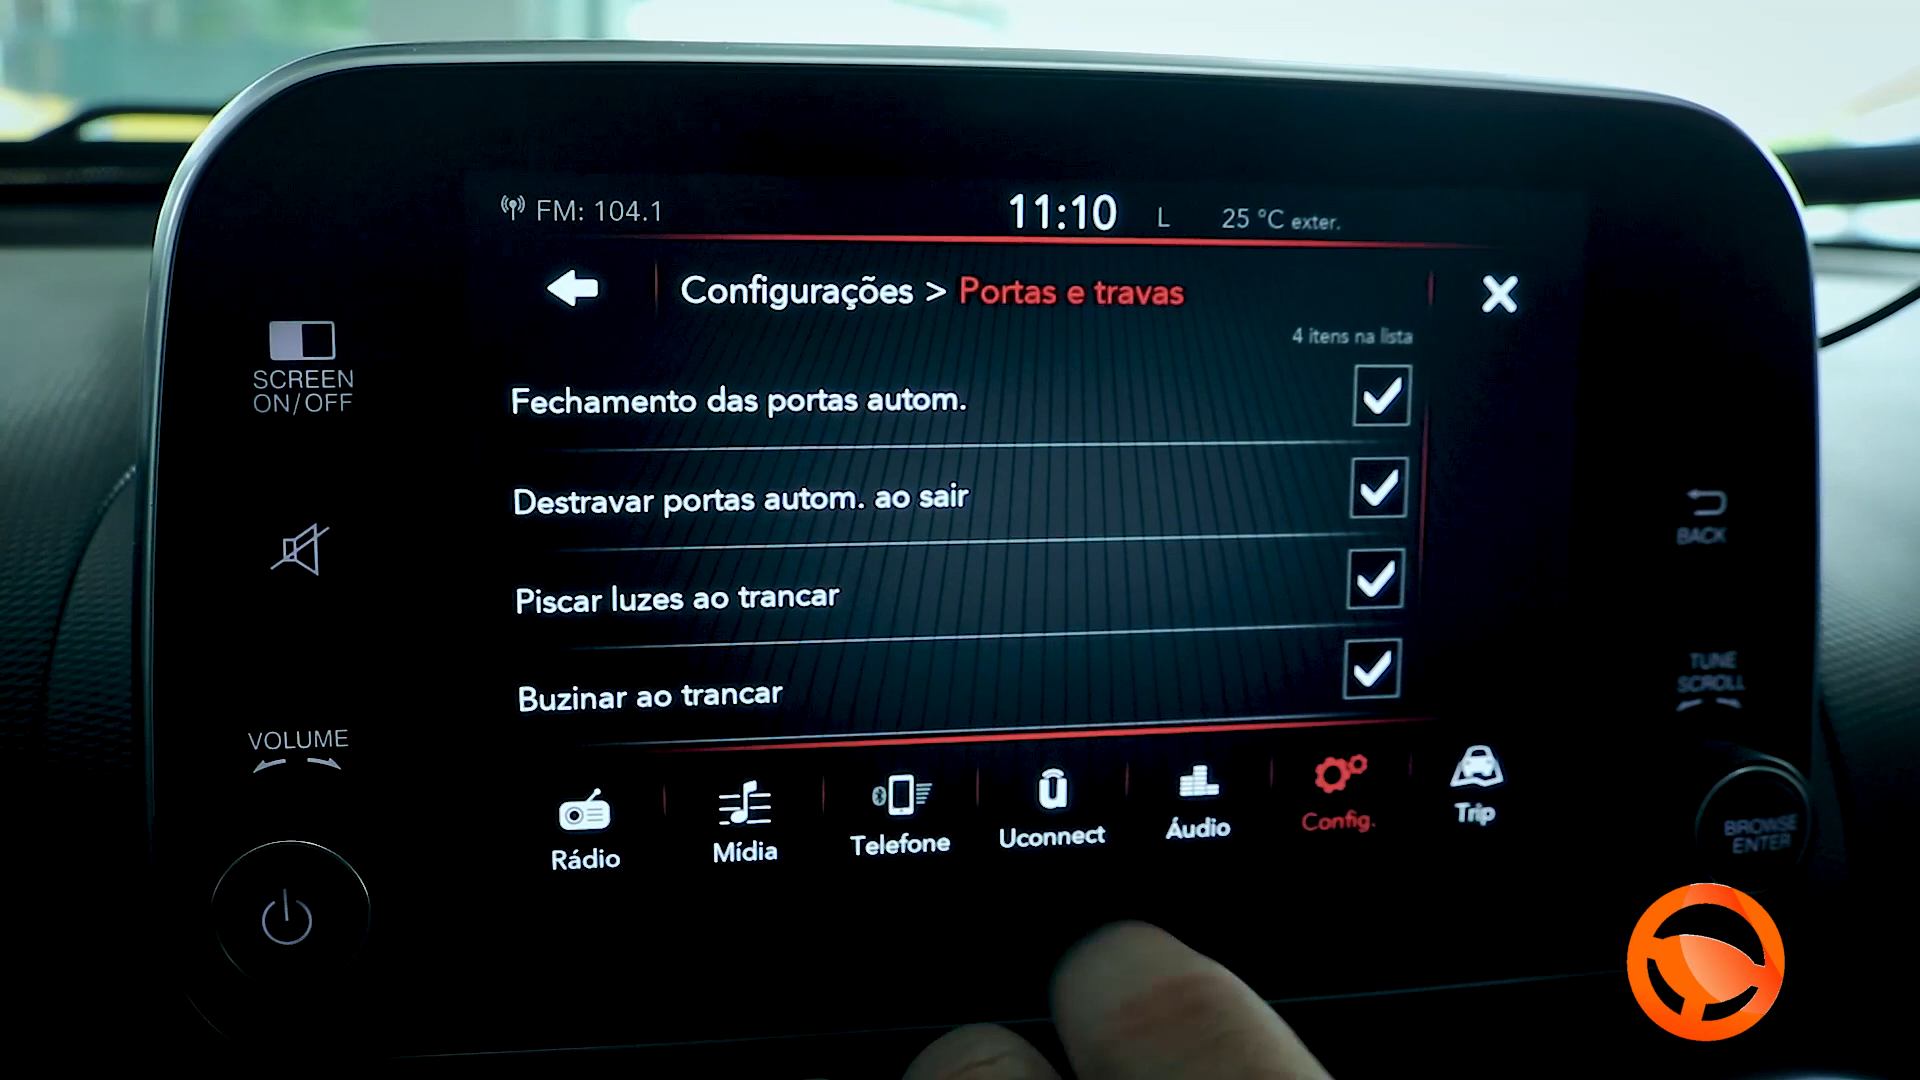 FM: 104.1 11:10 L 25 °C exter.
Configurações > Portas e travas
4 itens na lista
Fechamento das portas autom.
Destravar portas autom. ao sair
Piscar luzes ao trancar
Buzinar ao trancar
Rádio Mídia Telefone Uconnect Áudio Config. Trip
SCREEN
ON/OFF
VOLUME
BACK
TUNE
SCROLL
BROWSE
ENTER